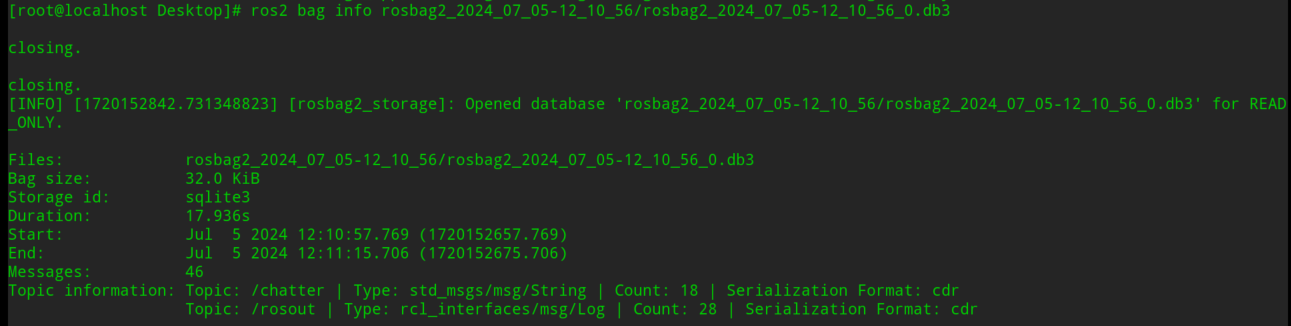 [root@localhost Desktop]# ros2 bag info rosbag2_2024_07_05-12_10_56/rosbag2_2024_07_05-12_10_56_0.db3
closing.
closing.
[INFO] [1720152842.731348823] [rosbag2_storage]: Opened database 'rosbag2_2024_07_05-12_10_56/rosbag2_2024_07_05-12_10_56_0.db3' for READ
_ONLY.
Files:             rosbag2_2024_07_05-12_10_56/rosbag2_2024_07_05-12_10_56_0.db3
Bag size:          32.0 KiB
Storage id:        sqlite3
Duration:          17.936s
Start:             Jul  5 2024 12:10:57.769 (1720152657.769)
End:               Jul  5 2024 12:11:15.706 (1720152675.706)
Messages:          46
Topic information: Topic: /chatter | Type: std_msgs/msg/String | Count: 18 | Serialization Format: cdr
                   Topic: /rosout | Type: rcl_interfaces/msg/Log | Count: 28 | Serialization Format: cdr